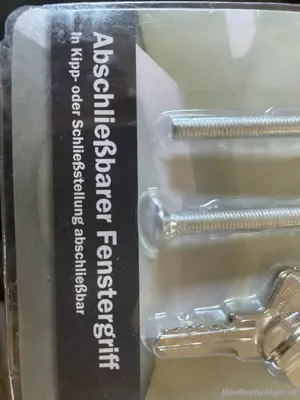 Abschließbarer Fenstergriff
In Kipp- oder Schließstellung abschließbar